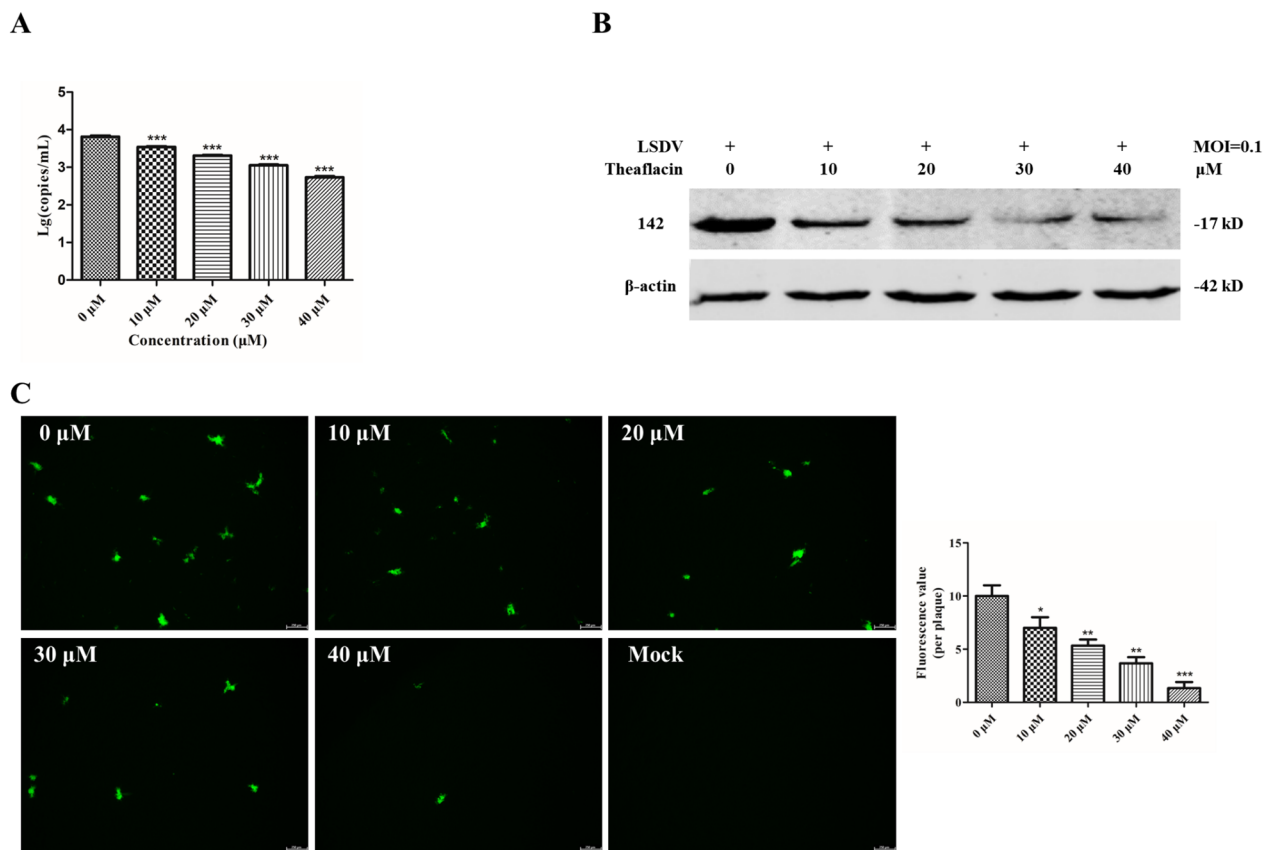 A
B
5
4
3
2
1
0
Lg(copies/mL)
***
***
***
***
0 μM
10 μM
20 μM
30 μM
40 μM
Concentration (μM)
LSDV + + + + + MOI=0.1
Theaflacin 0 10 20 30 40 μM
142 -17 kD
β-actin -42 kD
C
0 μM
10 μM
20 μM
30 μM
40 μM
Mock
15
10
5
0
Fluorescence value
(per plaque)
*
**
**
***
0 μM
10 μM
20 μM
30 μM
40 μM